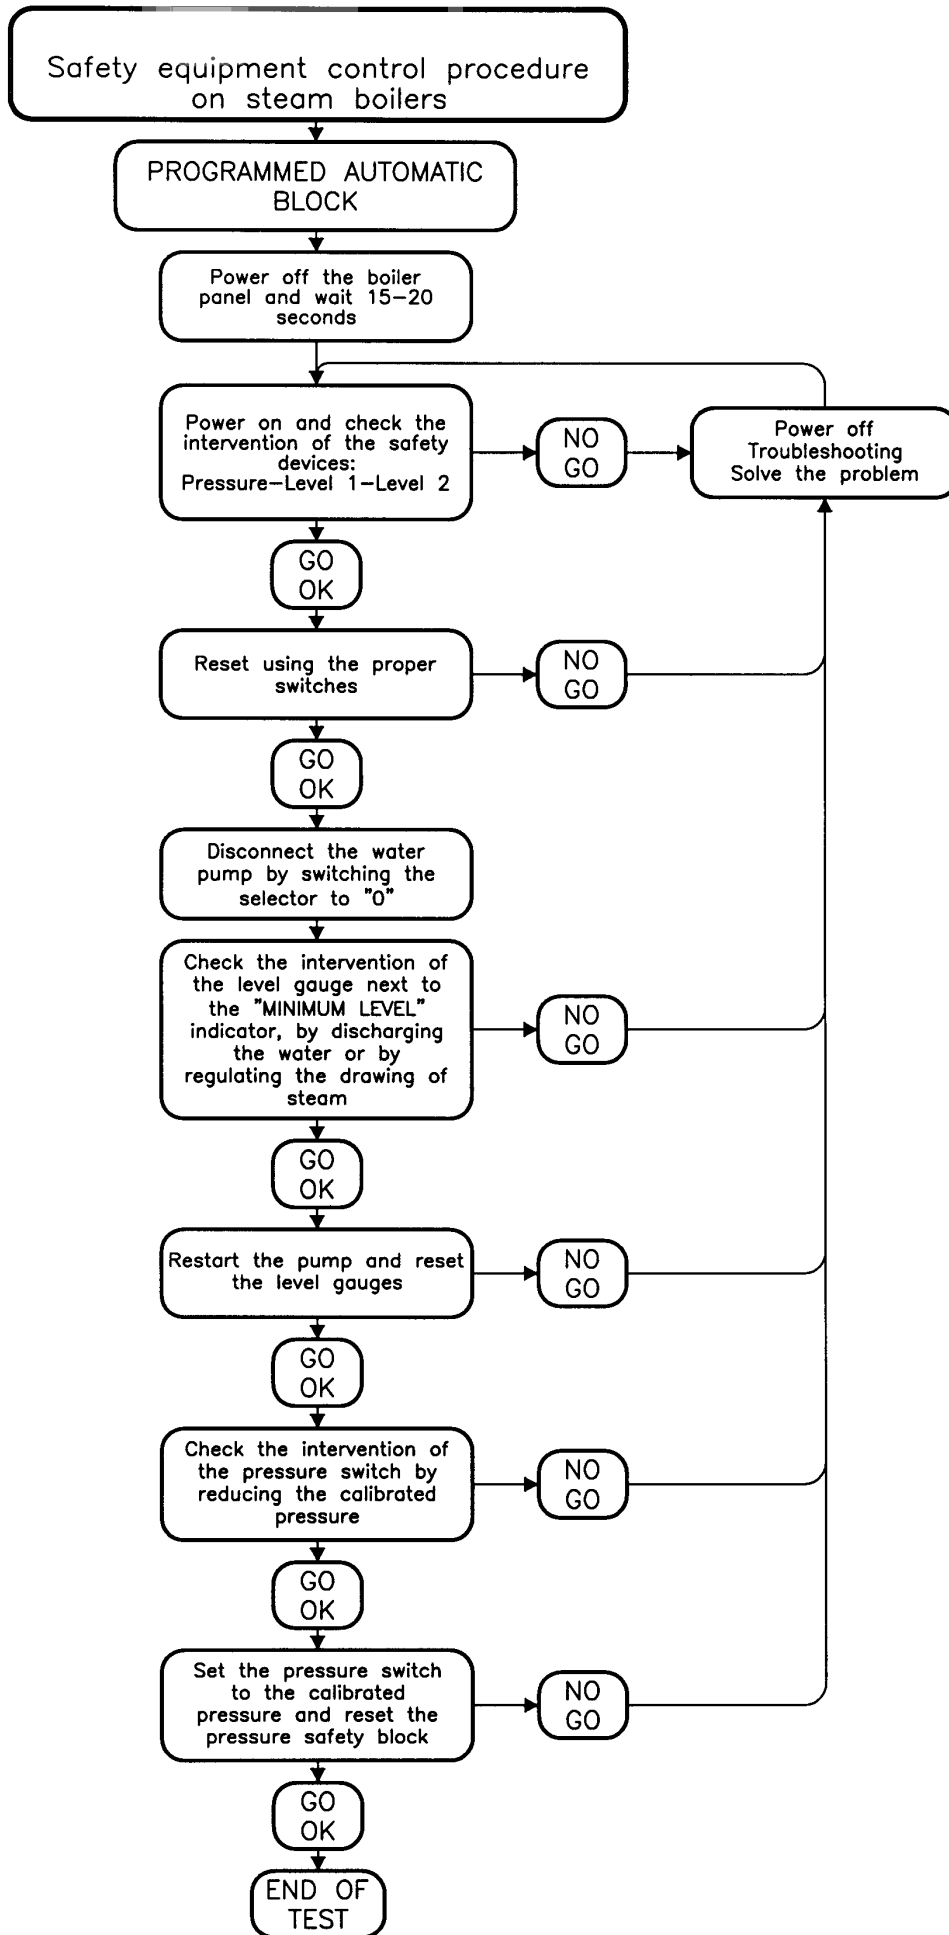 Safety equipment control procedure
on steam boilers
PROGRAMMED AUTOMATIC
BLOCK
Power off the boiler
panel and wait 15-20
seconds
Power on and check the
intervention of the safety
devices:
Pressure-Level 1-Level 2
NO
GO
Power off
Troubleshooting
Solve the problem
GO
OK
Reset using the proper
switches
NO
GO
GO
OK
Disconnect the water
pump by switching the
selector to "0"
Check the intervention of
the level gauge next to
the "MINIMUM LEVEL"
indicator, by discharging
the water or by
regulating the drawing of
steam
NO
GO
GO
OK
Restart the pump and reset
the level gauges
NO
GO
GO
OK
Check the intervention of
the pressure switch by
reducing the calibrated
pressure
NO
GO
GO
OK
Set the pressure switch
to the calibrated
pressure and reset the
pressure safety block
NO
GO
GO
OK
END OF
TEST